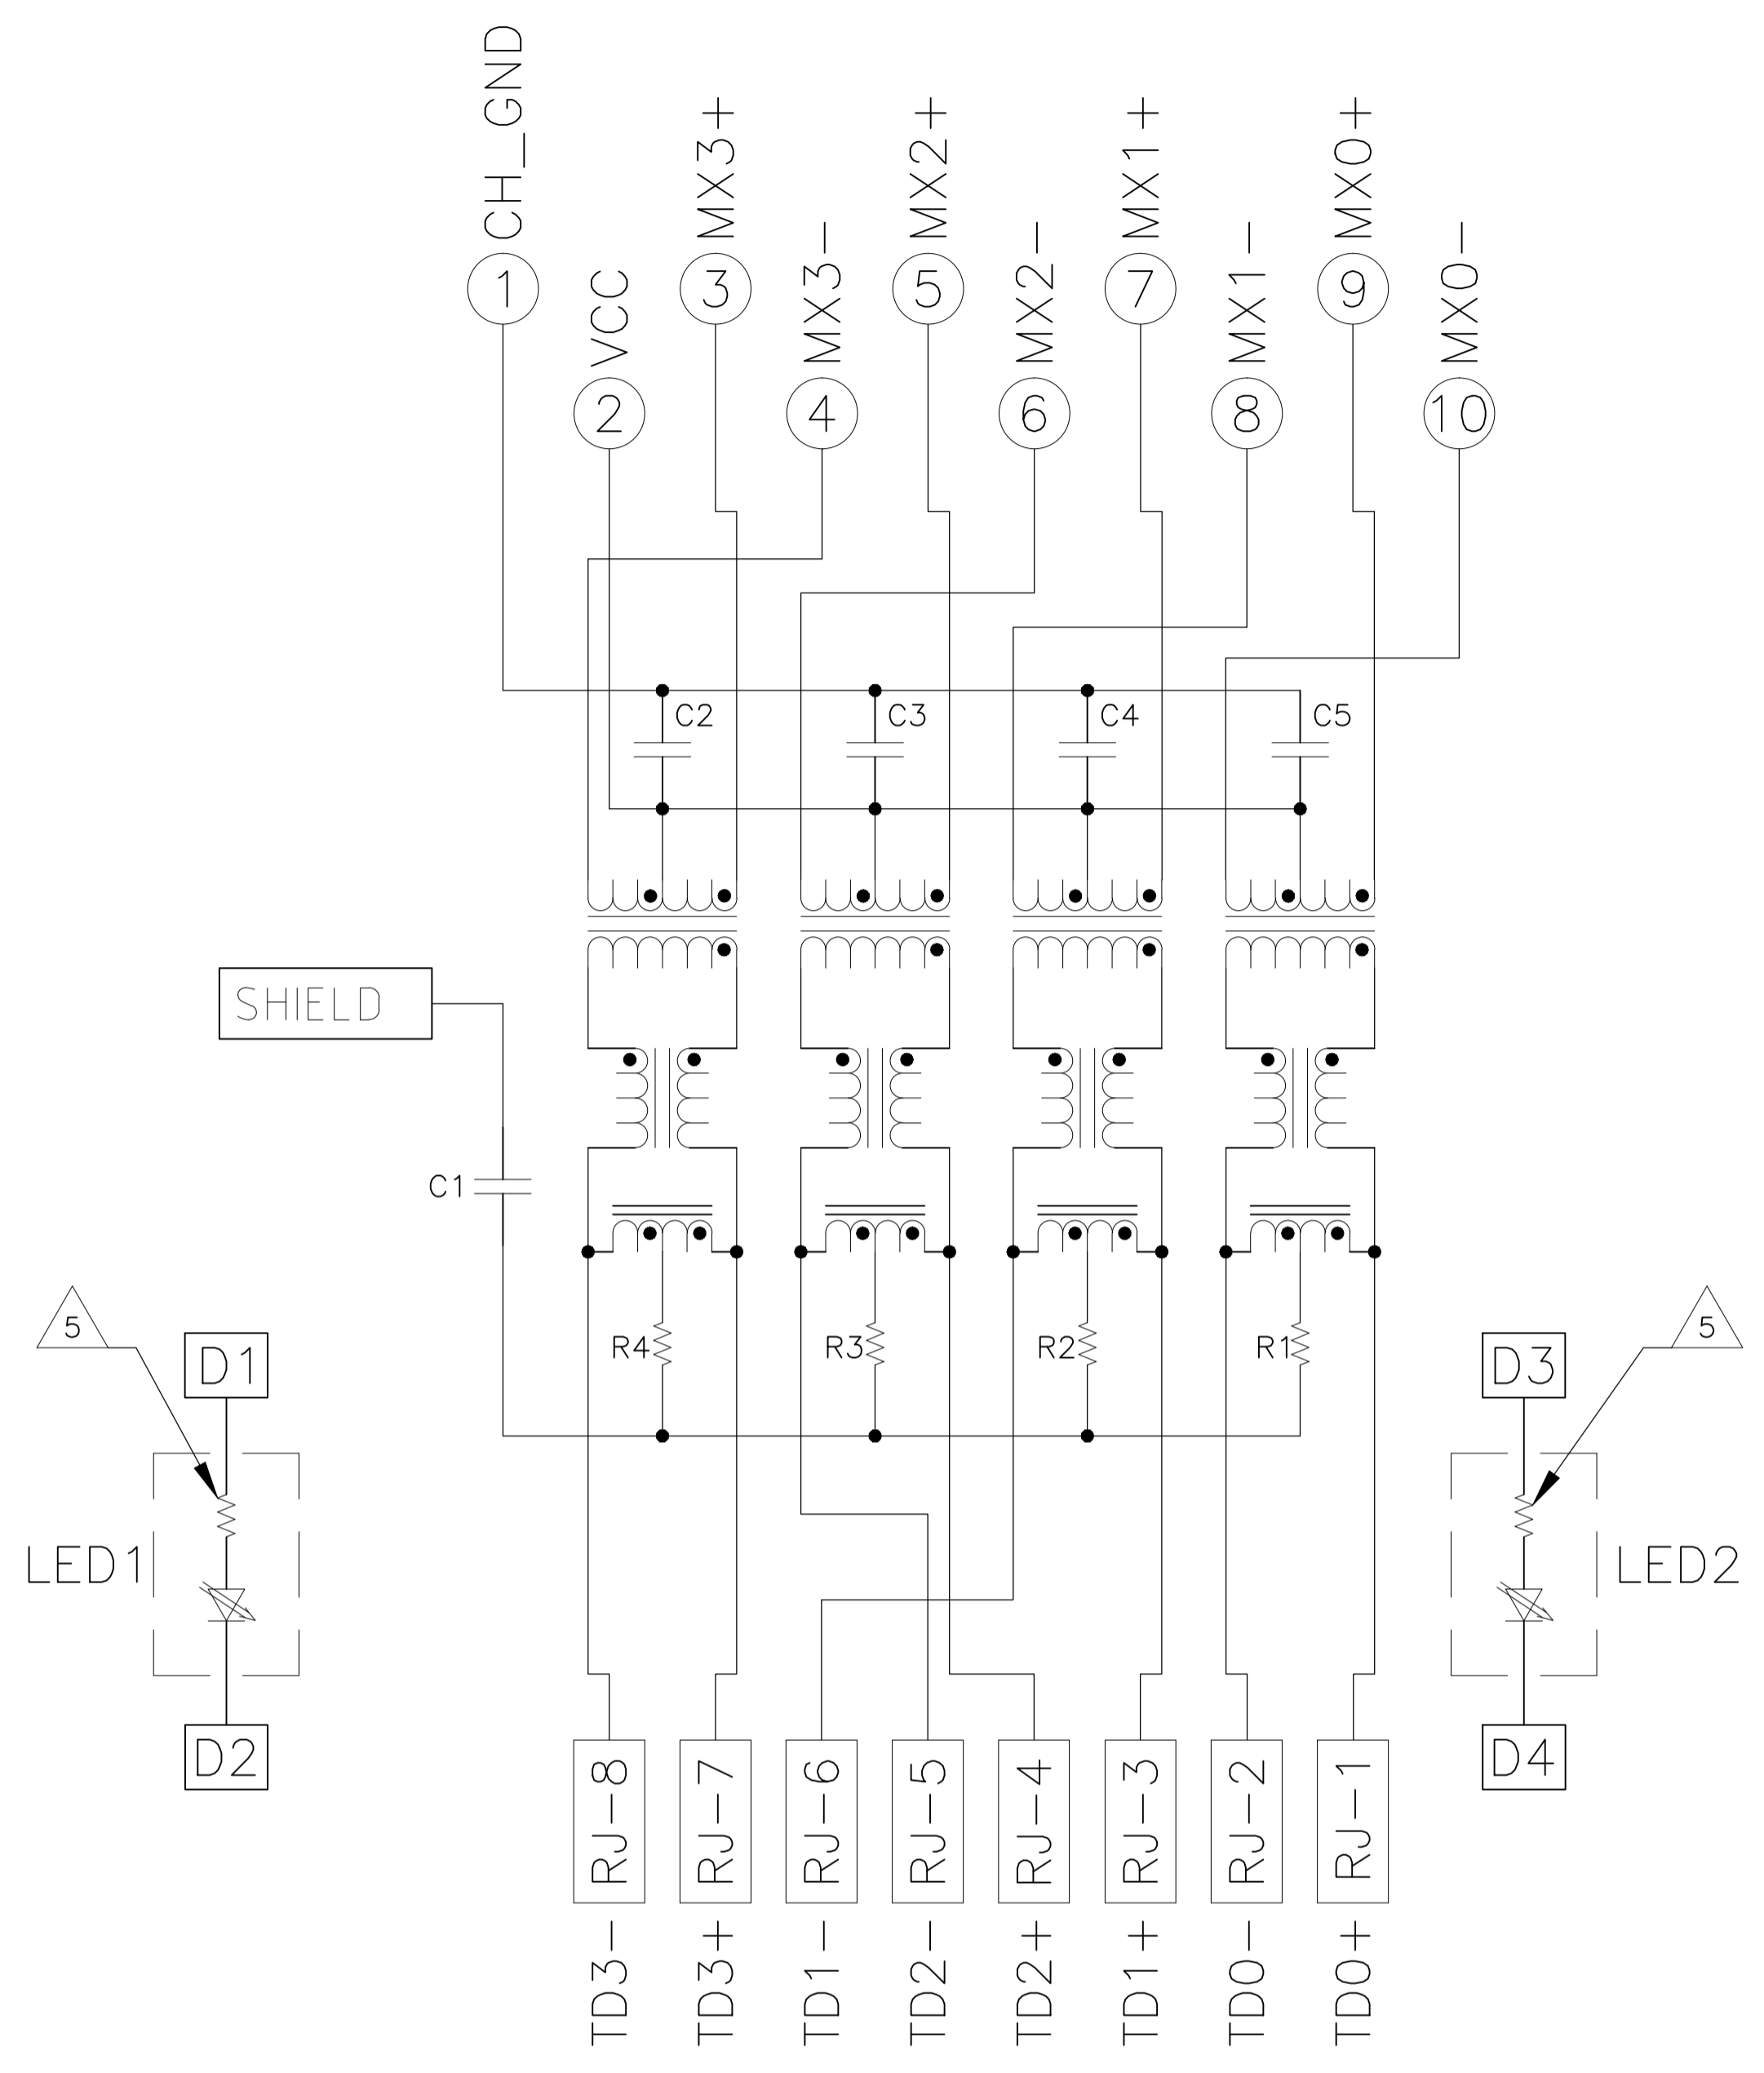 CH_GND
MX3+
MX2+
MX1+
MX0+
1
3
5
7
9
VCC
MX3-
MX2-
MX1-
MX0-
2
4
6
8
10
C2
C3
C4
C5
SHIELD
C1
5
5
D1
R4
R3
R2
R1
D3
LED1
LED2
D2
D4
RJ-8
RJ-7
RJ-6
RJ-5
RJ-4
RJ-3
RJ-2
RJ-1
TD3-
TD3+
TD1-
TD2-
TD2+
TD1+
TD0-
TD0+